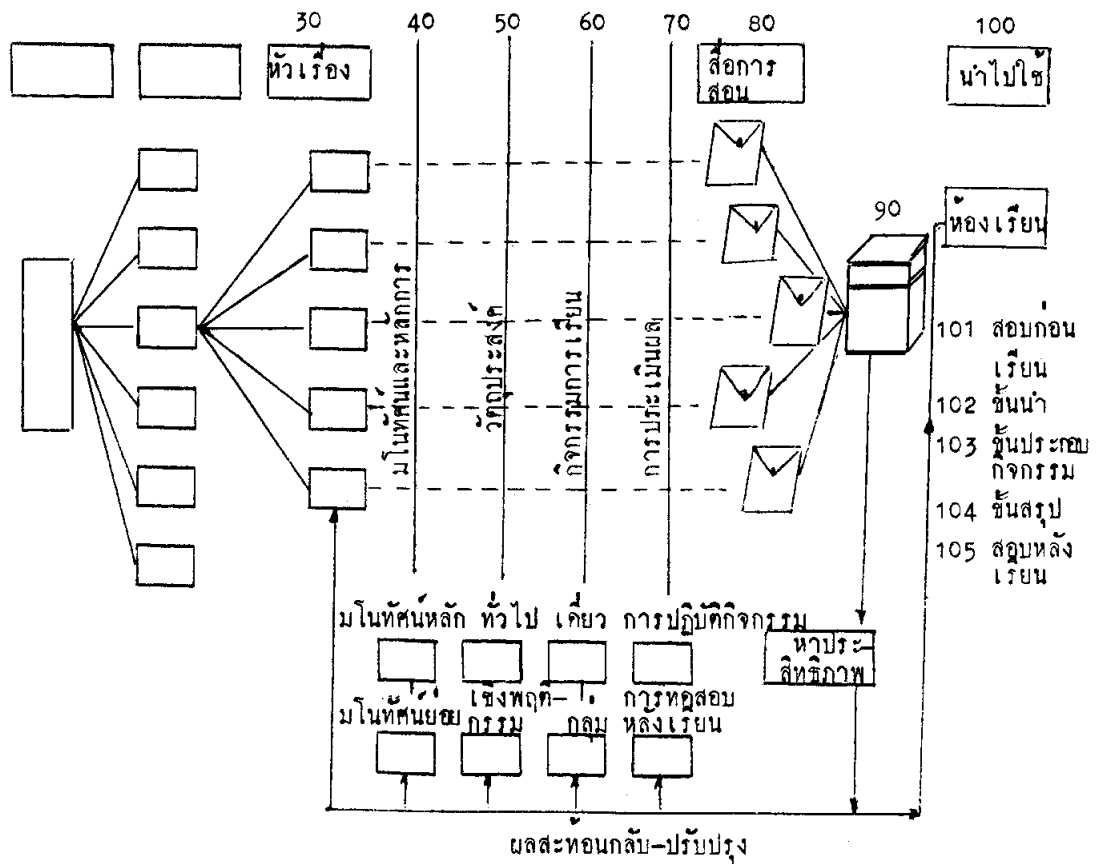 30
40
50
60
70
80
100
หัวเรื่อง
สื่อการ
สอน
นำไปใช้
90
ห้องเรียน
มโนทัศน์และหลักการ
วัตถุประสงค์
กิจกรรมการเรียน
การประเมินผล
101 สอบก่อน
เรียน
102 ขั้นนำ
103 ขั้นประกอบ
กิจกรรม
104 ขั้นสรุป
105 สอบหลัง
เรียน
มโนทัศน์หลัก ทั่วไป เดี่ยว การปฏิบัติกิจกรรม
หาประ-
สิทธิภาพ
มโนทัศน์ย่อย
เชิงพฤติ-
กรรม
กลุ่ม
การทดสอบ
หลังเรียน
ผลสะท้อนกลับ-ปรับปรุง